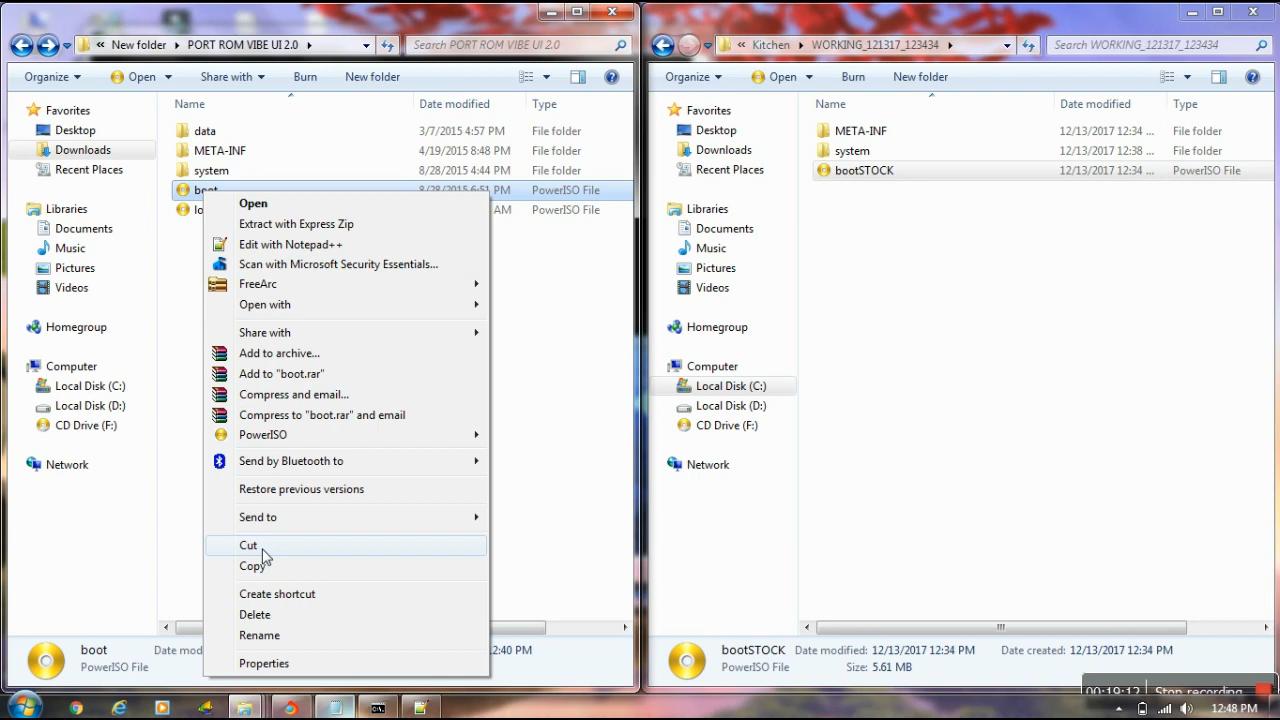 New folder ▸ PORT ROM VIBE UI 2.0 ▸
Search PORT ROM VIBE UI 2.0
Organize
Open
Share with
Burn
New folder
Favorites
Desktop
Downloads
Recent Places
Libraries
Documents
Music
Pictures
Videos
Homegroup
Computer
Local Disk (C:)
Local Disk (D:)
CD Drive (F:)
Network
Name
Date modified
Type
data 3/7/2015 4:57 PM File folder
META-INF 4/19/2015 8:48 PM File folder
system 8/28/2015 4:44 PM File folder
boot 8/28/2015 6:51 PM PowerISO File
AM PowerISO File
Open
Extract with Express Zip
Edit with Notepad++
Scan with Microsoft Security Essentials...
FreeArc
Open with
Share with
Add to archive...
Add to "boot.rar"
Compress and email...
Compress to "boot.rar" and email
PowerISO
Send by Bluetooth to
Restore previous versions
Send to
Cut
Copy
Create shortcut
Delete
Rename
Properties
boot
12:40 PM
PowerISO File
Kitchen ▸ WORKING_121317_123434 ▸
Search WORKING_121317_123434
Organize
Open
Burn
New folder
Favorites
Desktop
Downloads
Recent Places
Libraries
Documents
Music
Pictures
Videos
Homegroup
Computer
Local Disk (C:)
Local Disk (D:)
CD Drive (F:)
Network
Name
Date modified
Type
META-INF 12/13/2017 12:34 ... File folder
system 12/13/2017 12:38 ... File folder
bootSTOCK 12/13/2017 12:34 ... PowerISO File
bootSTOCK Date modified: 12/13/2017 12:34 PM Date created: 12/13/2017 12:34 PM
PowerISO File Size: 5.61 MB
00:19:12 Stop recording
12:48 PM